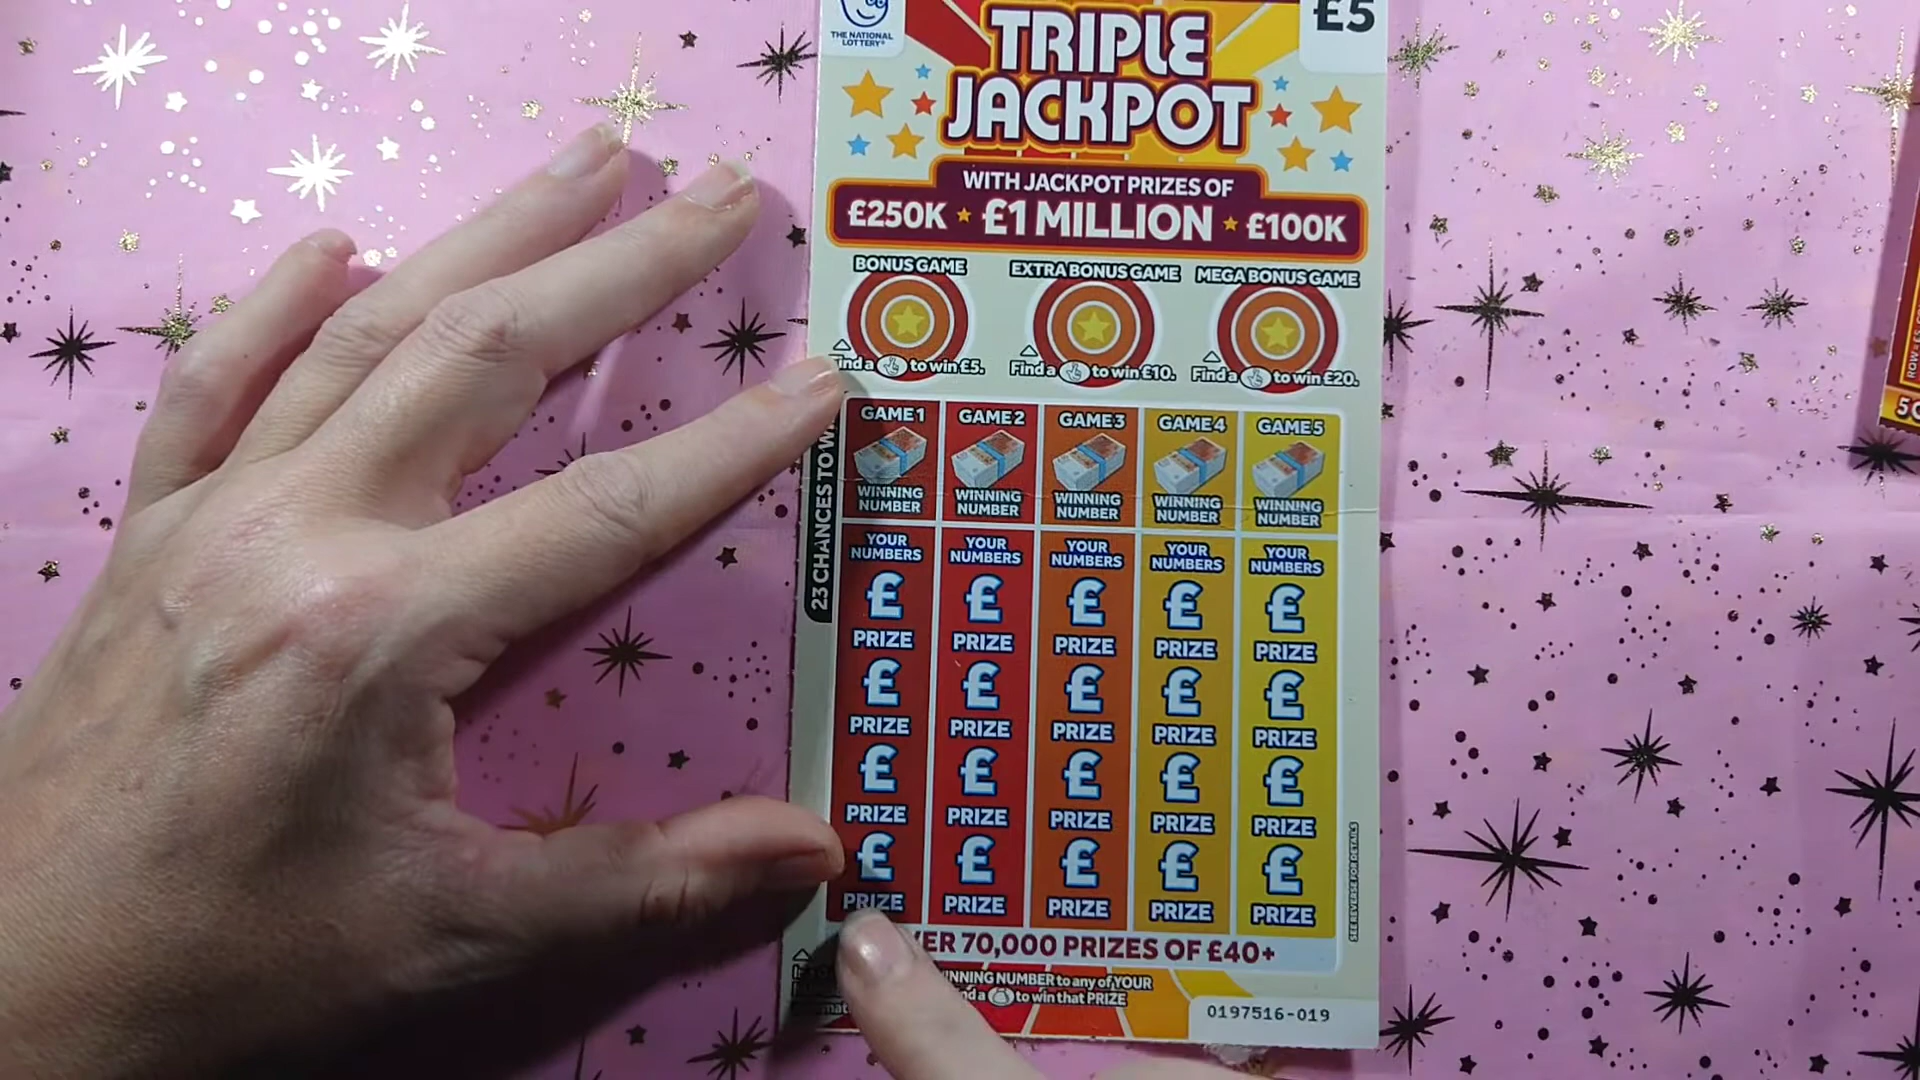 THE NATIONAL
LOTTERY®
£5
TRIPLE
JACKPOT
WITH JACKPOT PRIZES OF
£250K ★ £1 MILLION ★ £100K
BONUS GAME
EXTRA BONUS GAME
MEGA BONUS GAME
Find a to win £5.
Find a to win £10.
Find a to win £20.
23 CHANCES TO WIN
GAME 1 GAME 2 GAME 3 GAME 4 GAME 5
WINNING WINNING WINNING WINNING WINNING
NUMBER NUMBER NUMBER NUMBER NUMBER
YOUR YOUR YOUR YOUR YOUR
NUMBERS NUMBERS NUMBERS NUMBERS NUMBERS
£ £ £ £ £
PRIZE PRIZE PRIZE PRIZE PRIZE
£ £ £ £ £
PRIZE PRIZE PRIZE PRIZE PRIZE
£ £ £ £ £
PRIZE PRIZE PRIZE PRIZE PRIZE
£ £ £ £ £
PRIZE PRIZE PRIZE PRIZE PRIZE
70,000 PRIZES OF £40+
NUMBER to any of YOUR
a to win that PRIZE
0197516-019
SEE REVERSE FOR DETAILS